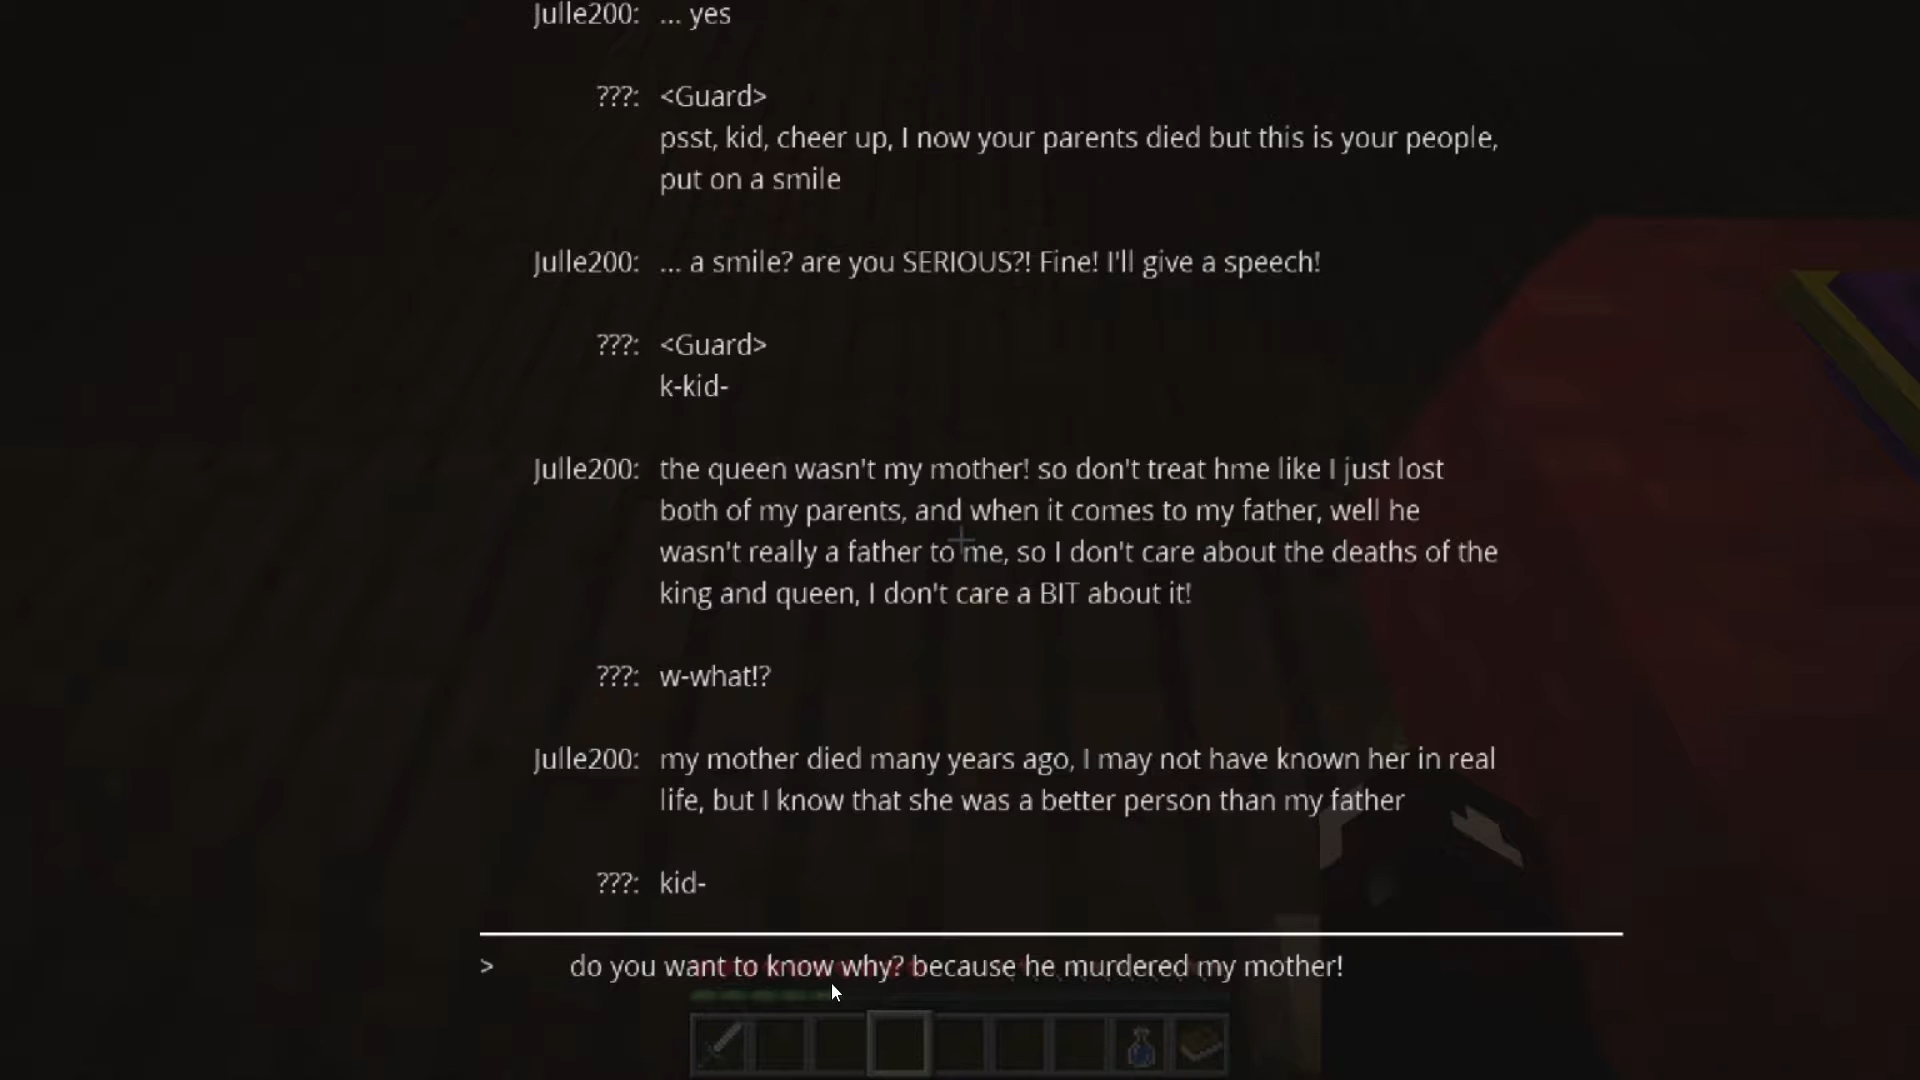 Julle200: ... yes
???: <Guard>
psst, kid, cheer up, I now your parents died but this is your people,
put on a smile
Julle200: ... a smile? are you SERIOUS?! Fine! I'll give a speech!
???: <Guard>
k-kid-
Julle200: the queen wasn't my mother! so don't treat hme like I just lost
both of my parents, and when it comes to my father, well he
wasn't really a father to me, so I don't care about the deaths of the
king and queen, I don't care a BIT about it!
???: w-what!?
Julle200: my mother died many years ago, I may not have known her in real
life, but I know that she was a better person than my father
???: kid-
> do you want to know why? because he murdered my mother!